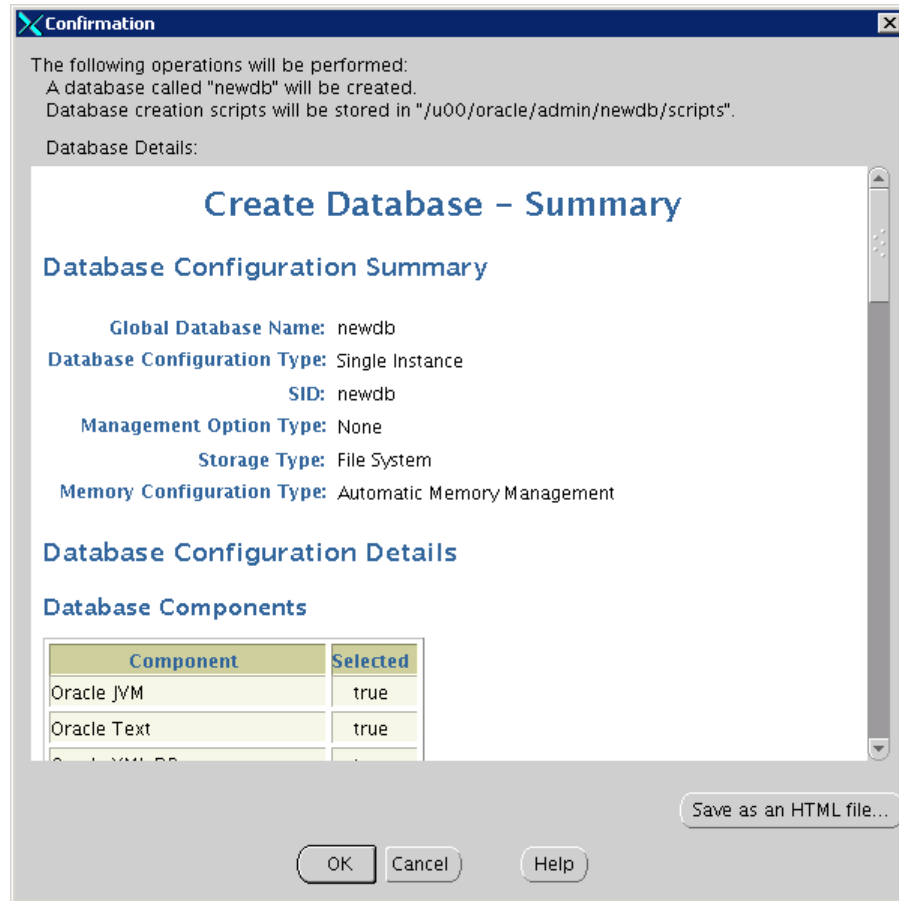 Confirmation
The following operations will be performed:
A database called "newdb" will be created.
Database creation scripts will be stored in "/u00/oracle/admin/newdb/scripts".
Database Details:
Create Database – Summary
Database Configuration Summary
Global Database Name: newdb
Database Configuration Type: Single Instance
SID: newdb
Management Option Type: None
Storage Type: File System
Memory Configuration Type: Automatic Memory Management
Database Configuration Details
Database Components
Component Selected
Oracle JVM true
Oracle Text true
Save as an HTML file...
OK Cancel Help